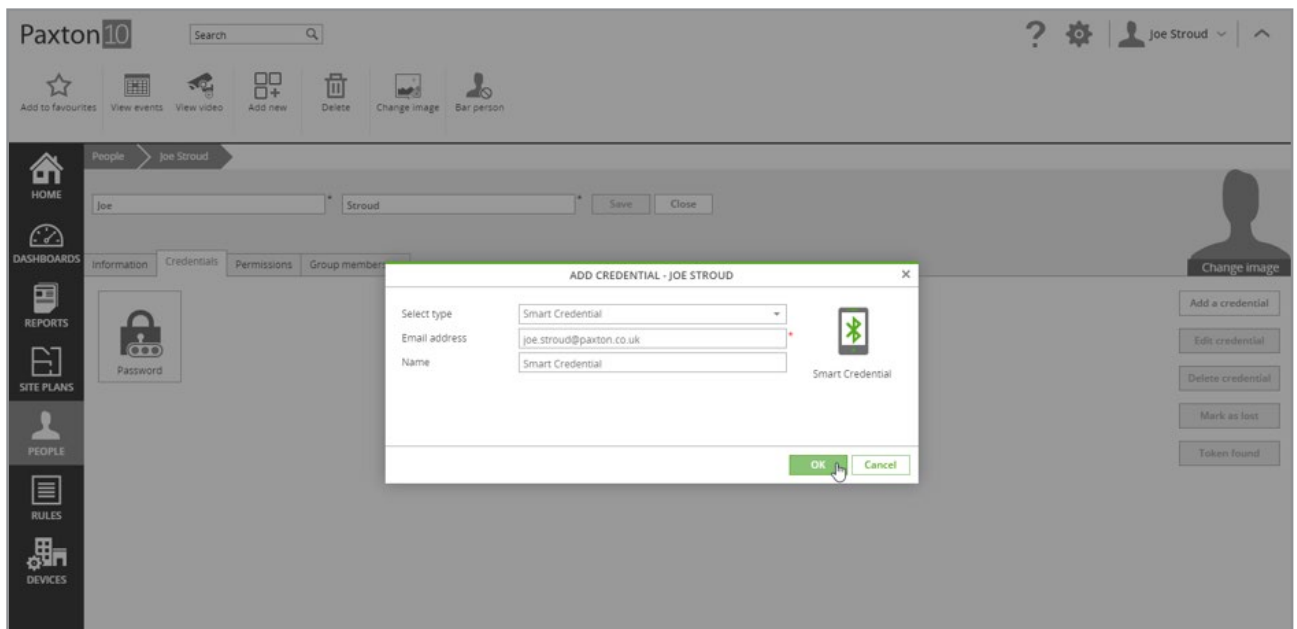 Paxton10
Search
Joe Stroud
Add to favourites
View events
View video
Add new
Delete
Change image
Bar person
People
Joe Stroud
HOME
DASHBOARDS
REPORTS
SITE PLANS
PEOPLE
RULES
DEVICES
Joe
*
Stroud
*
Save
Close
Change image
Information
Credentials
Permissions
Group member
Password
Add a credential
Edit credential
Delete credential
Mark as lost
Token found
ADD CREDENTIAL - JOE STROUD
Select type
Smart Credential
Email address
joe.stroud@paxton.co.uk
*
Name
Smart Credential
Smart Credential
OK
Cancel